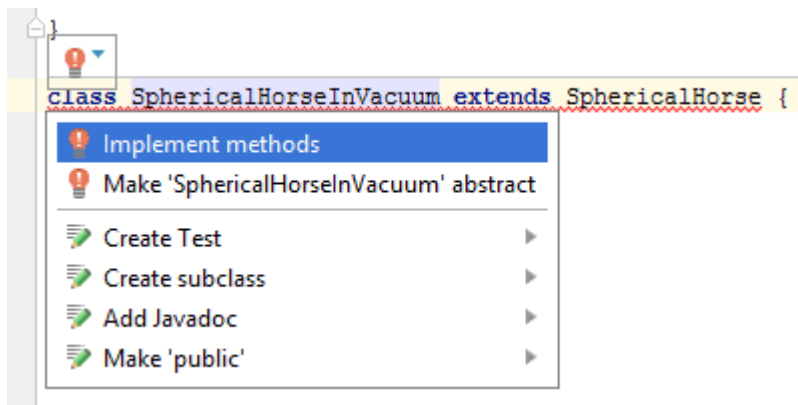 }
class SphericalHorseInVacuum extends SphericalHorse {
Implement methods
Make 'SphericalHorseInVacuum' abstract
Create Test
Create subclass
Add Javadoc
Make 'public'